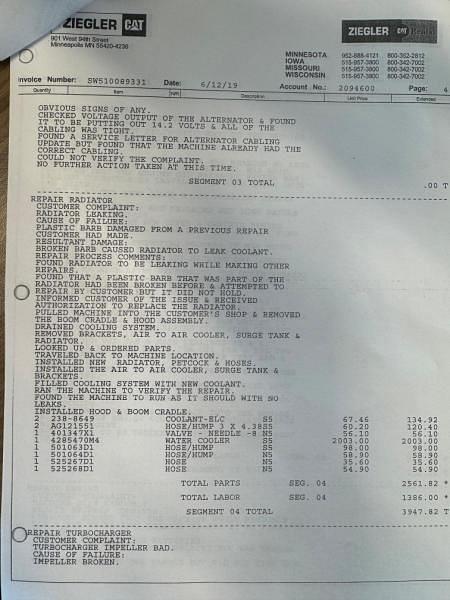 ZIEGLER CAT
901 West 94th Street
Minneapolis MN 55420-4236
ZIEGLER CAT Rental
MINNESOTA 952-888-4121 800-352-2812
IOWA 515-957-3800 800-342-7002
MISSOURI 515-957-3800 800-342-7002
WISCONSIN 515-957-3800 800-342-7002
Invoice Number: SW510089331 Date: 6/12/19 Account No.: 2094600 Page: 4
Quantity Item N/R Description List Price Extended
OBVIOUS SIGNS OF ANY.
CHECKED VOLTAGE OUTPUT OF THE ALTERNATOR & FOUND
IT TO BE PUTTING OUT 14.2 VOLTS & ALL OF THE
CABLING WAS TIGHT.
FOUND A SERVICE LETTER FOR ALTERNATOR CABLING
UPDATE BUT FOUND THAT THE MACHINE ALREADY HAD THE
CORRECT CABLING.
COULD NOT VERIFY THE COMPLAINT.
NO FURTHER ACTION TAKEN AT THIS TIME.
SEGMENT 03 TOTAL .00 T
REPAIR RADIATOR
CUSTOMER COMPLAINT:
RADIATOR LEAKING.
CAUSE OF FAILURE:
PLASTIC BARB DAMAGED FROM A PREVIOUS REPAIR
CUSTOMER HAD MADE.
RESULTANT DAMAGE:
BROKEN BARB CAUSED RADIATOR TO LEAK COOLANT.
REPAIR PROCESS COMMENTS:
FOUND RADIATOR TO BE LEAKING WHILE MAKING OTHER
REPAIRS.
FOUND THAT A PLASTIC BARB THAT WAS PART OF THE
RADIATOR HAD BEEN BROKEN BEFORE & ATTEMPTED TO
REPAIR BY CUSTOMER BUT IT DID NOT HOLD.
INFORMED CUSTOMER OF THE ISSUE & RECEIVED
AUTHORIZATION TO REPLACE THE RADIATOR.
PULLED MACHINE INTO THE CUSTOMER'S SHOP & REMOVED
THE BOOM CRADLE & HOOD ASSEMBLY.
DRAINED COOLING SYSTEM.
REMOVED BRACKETS, AIR TO AIR COOLER, SURGE TANK &
RADIATOR.
LOOKED UP & ORDERED PARTS.
TRAVELED BACK TO MACHINE LOCATION.
INSTALLED NEW RADIATOR, PETCOCK & HOSES.
INSTALLED THE AIR TO AIR COOLER, SURGE TANK &
BRACKETS.
FILLED COOLING SYSTEM WITH NEW COOLANT.
RAN THE MACHINE TO VERIFY THE REPAIR.
FOUND THE MACHINE TO RUN AS IT SHOULD WITH NO
LEAKS.
INSTALLED HOOD & BOOM CRADLE.
2 238-8649 COOLANT-ELC S5 67.46 134.92
2 AG121551 HOSE/HUMP 3 X 4.38 S5 60.20 120.40
1 401347X1 VALVE - NEEDLE -8 N5 56.10 56.10
1 4285470M4 WATER COOLER S5 2003.00 2003.00
1 501063D1 HOSE/HUMP S5 98.00 98.00
1 501064D1 HOSE/HUMP S5 58.90 58.90
1 525267D1 HOSE N5 35.60 35.60
1 525268D1 HOSE N5 54.90 54.90
TOTAL PARTS SEG. 04 2561.82 *
TOTAL LABOR SEG. 04 1386.00 *
SEGMENT 04 TOTAL 3947.82 T
REPAIR TURBOCHARGER
CUSTOMER COMPLAINT:
TURBOCHARGER IMPELLER BAD.
CAUSE OF FAILURE:
IMPELLER BROKEN.